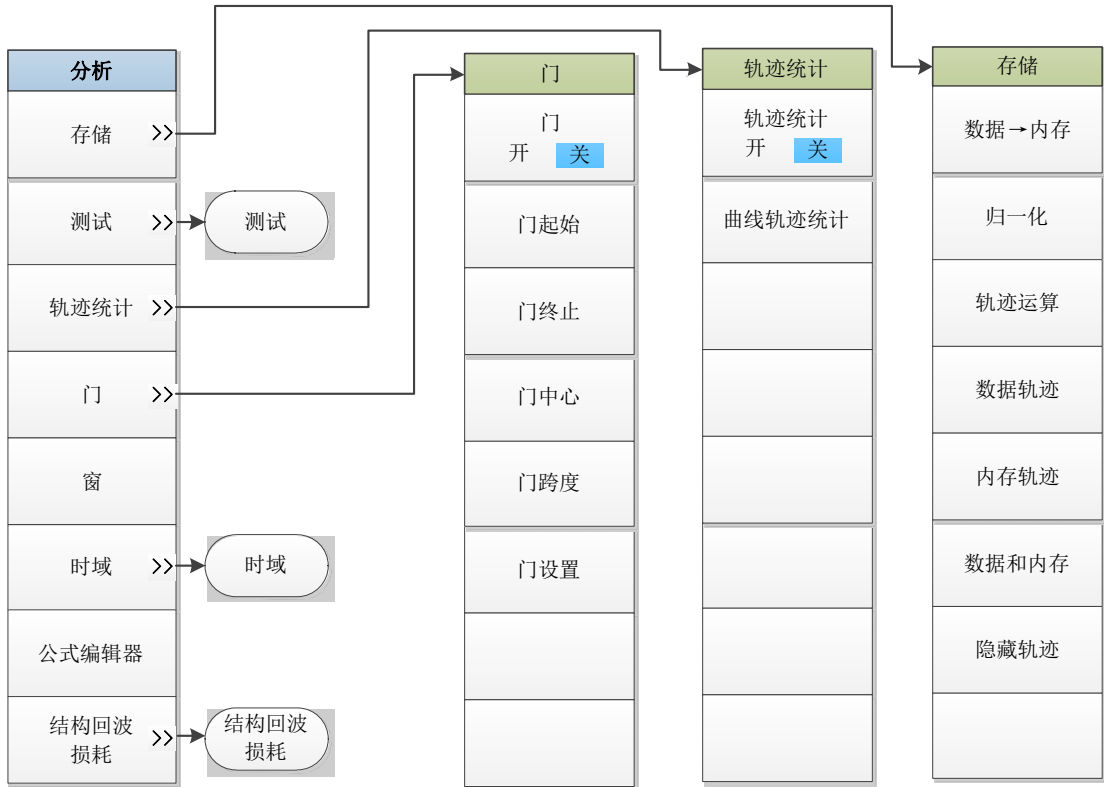 分析
存储 >>
测试 >>
轨迹统计 >>
门 >>
窗
时域 >>
公式编辑器
结构回波
损耗 >>
测试
时域
结构回波
损耗
门
门
开 关
门起始
门终止
门中心
门跨度
门设置
轨迹统计
轨迹统计
开 关
曲线轨迹统计
存储
数据→内存
归一化
轨迹运算
数据轨迹
内存轨迹
数据和内存
隐藏轨迹